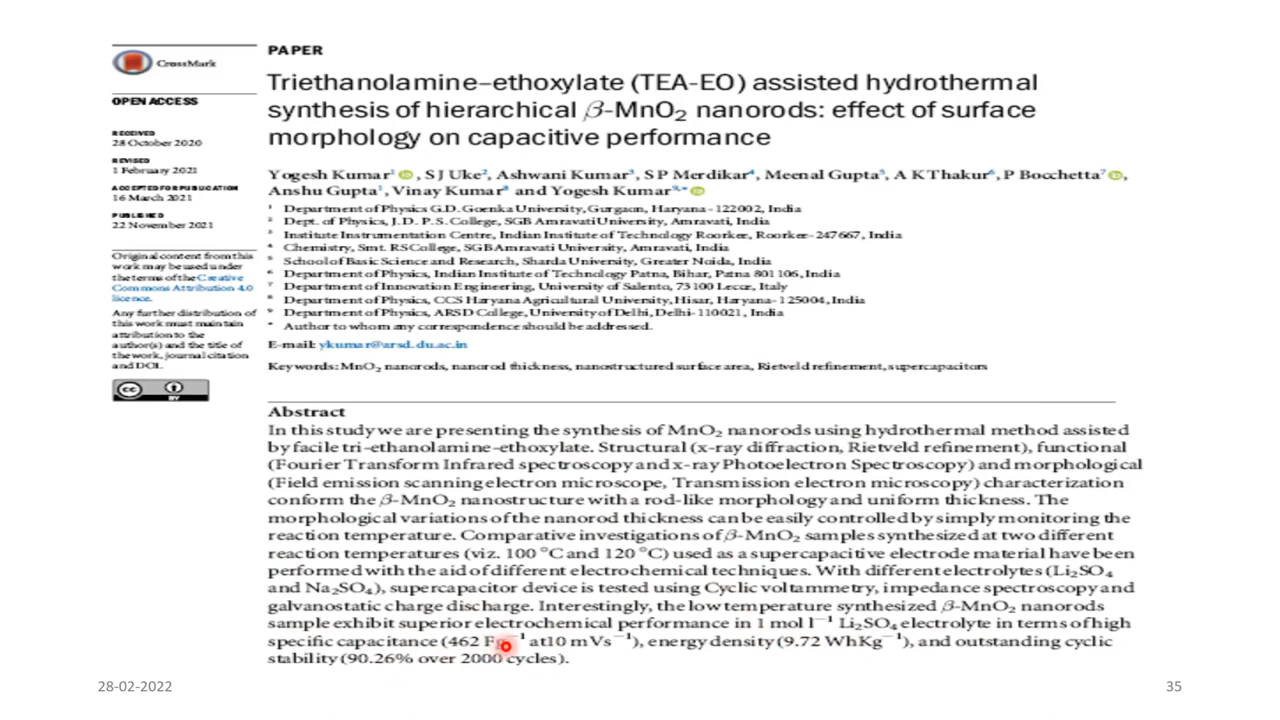 PAPER
CrossMark
OPEN ACCESS
RECEIVED
28 October 2020
REVISED
1 February 2021
ACCEPTED FOR PUBLICATION
16 March 2021
PUBLISHED
22 November 2021
Original content from this
work may be used under
the terms of the Creative
Commons Attribution 4.0
licence.
Any further distribution of
this work must maintain
attribution to the
author(s) and the title of
the work, journal citation
and DOI.
CC BY
Triethanolamine–ethoxylate (TEA-EO) assisted hydrothermal
synthesis of hierarchical β-MnO₂ nanorods: effect of surface
morphology on capacitive performance
Yogesh Kumar¹, S J Uke², Ashwani Kumar³, S P Merdikar⁴, Meenal Gupta⁵, A K Thakur⁶, P Bocchetta⁷,
Anshu Gupta¹, Vinay Kumar⁸ and Yogesh Kumar⁹,*
¹ Department of Physics G.D. Goenka University, Gurgaon, Haryana-122002, India
² Dept. of Physics, J. D. P. S. College, SGB Amravati University, Amravati, India
³ Institute Instrumentation Centre, Indian Institute of Technology Roorkee, Roorkee-247667, India
⁴ Chemistry, Smt. RS College, SGB Amravati University, Amravati, India
⁵ School of Basic Science and Research, Sharda University, Greater Noida, India
⁶ Department of Physics, Indian Institute of Technology Patna, Bihar, Patna 801106, India
⁷ Department of Innovation Engineering, University of Salento, 73100 Lecce, Italy
⁸ Department of Physics, CCS Haryana Agricultural University, Hisar, Haryana-125004, India
⁹ Department of Physics, ARSD College, University of Delhi, Delhi-110021, India
* Author to whom any correspondence should be addressed.
E-mail: ykumar@arsd.du.ac.in
Keywords: MnO₂ nanorods, nanorod thickness, nanostructured surface area, Rietveld refinement, supercapacitors
Abstract
In this study we are presenting the synthesis of MnO₂ nanorods using hydrothermal method assisted
by facile tri-ethanolamine-ethoxylate. Structural (x-ray diffraction, Rietveld refinement), functional
(Fourier Transform Infrared spectroscopy and x-ray Photoelectron Spectroscopy) and morphological
(Field emission scanning electron microscope, Transmission electron microscopy) characterization
conform the β-MnO₂ nanostructure with a rod-like morphology and uniform thickness. The
morphological variations of the nanorod thickness can be easily controlled by simply monitoring the
reaction temperature. Comparative investigations of β-MnO₂ samples synthesized at two different
reaction temperatures (viz. 100 °C and 120 °C) used as a supercapacitive electrode material have been
performed with the aid of different electrochemical techniques. With different electrolytes (Li₂SO₄
and Na₂SO₄), supercapacitor device is tested using Cyclic voltammetry, impedance spectroscopy and
galvanostatic charge discharge. Interestingly, the low temperature synthesized β-MnO₂ nanorods
sample exhibit superior electrochemical performance in 1 mol l⁻¹ Li₂SO₄ electrolyte in terms of high
specific capacitance (462 Fg⁻¹ at10 mVs⁻¹), energy density (9.72 WhKg⁻¹), and outstanding cyclic
stability (90.26% over 2000 cycles).
28-02-2022
35